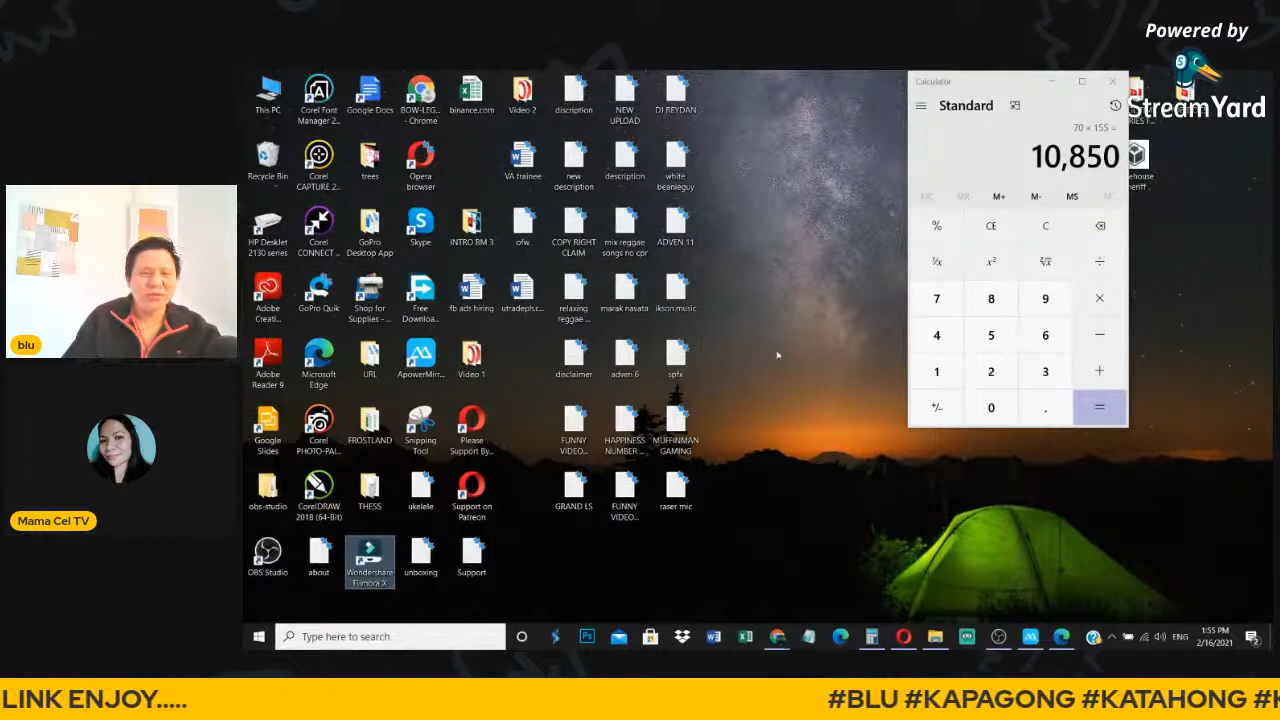 Powered by
StreamYard
This PC
Corel Font
Manager 2...
Google Docs
BOW-LEG...
- Chrome
binance.com
Video 2
discription
NEW
UPLOAD
DJ REYDAN
Recycle Bin
Corel
CAPTURE 2...
trees
Opera
browser
VA trainee
new
description
description
white
beanieguy
HP Deskjet
2130 series
Corel
CONNECT ...
GoPro
Desktop App
Skype
INTRO BM 3
ofw
COPY RIGHT
CLAIM
mix reggae
songs no cpr
ADVEN 11
Adobe
Creati...
GoPro Quik
Shop for
Supplies - ...
Free
Downloa...
fb ads hiring
utradeph.c...
relaxing
reggae ...
marak navata
ikson music
Adobe
Reader 9
Microsoft
Edge
URL
ApowerMirr...
Video 1
disclaimer
adven 6
spfx
Google
Slides
Corel
PHOTO-PAI...
FROSTLAND
Snipping
Tool
Please
Support By...
FUNNY
VIDEO...
HAPPINESS
NUMBER ...
MUFFINMAN
GAMING
obs-studio
CorelDRAW
2018 (64-Bit)
THESS
ukelele
Support on
Patreon
GRAND LS
FUNNY
VIDEO...
raser mic
OBS Studio
about
Wondershare
Filmora X
unboxing
Support
Calculator
Standard
70 × 155 =
10,850
MC MR M+ M- MS M
% CE C
¹/x x² ²√x ÷
7 8 9 ×
4 5 6 −
1 2 3 +
+/- 0 . =
blu
Mama Cel TV
Type here to search
ENG
1:55 PM
2/16/2021
LINK ENJOY.....
#BLU #KAPAGONG #KATAHONG #K